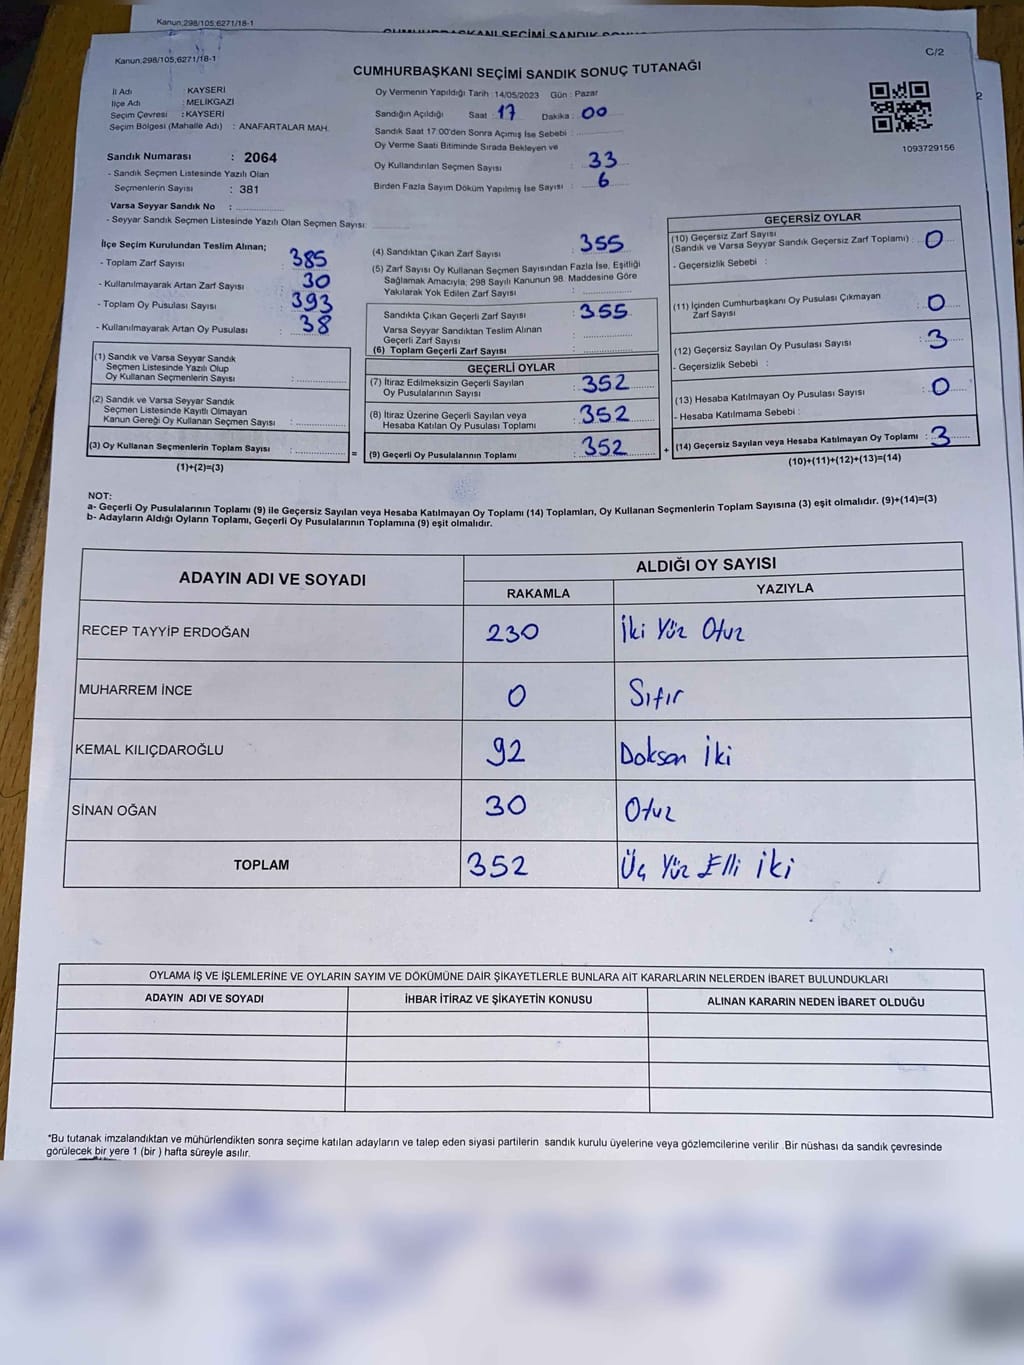 Kanun,298/105,6271/18-1
Kanun,298/105,6271/18-1
C/2
CUMHURBAŞKANI SEÇİMİ SANDIK SONUÇ TUTANAĞI
İl Adı : KAYSERİ
İlçe Adı : MELİKGAZİ
Seçim Çevresi : KAYSERİ
Seçim Bölgesi (Mahalle Adı) : ANAFARTALAR MAH.
Oy Vermenin Yapıldığı Tarih : 14/05/2023 Gün : Pazar
Sandığın Açıldığı Saat : 17 Dakika : 00
Sandık Saat 17:00'den Sonra Açımış İse Sebebi :
Oy Verme Saati Bitiminde Sırada Bekleyen ve
Oy Kullandırılan Seçmen Sayısı : 33
Birden Fazla Sayım Döküm Yapılmış İse Sayısı : 6
1093729156
Sandık Numarası : 2064
- Sandık Seçmen Listesinde Yazılı Olan
Seçmenlerin Sayısı : 381
Varsa Seyyar Sandık No :
- Seyyar Sandık Seçmen Listesinde Yazılı Olan Seçmen Sayısı:
İlçe Seçim Kurulundan Teslim Alınan;
- Toplam Zarf Sayısı : 385
- Kullanılmayarak Artan Zarf Sayısı : 30
- Toplam Oy Pusulası Sayısı : 393
- Kullanılmayarak Artan Oy Pusulası : 38
(1) Sandık ve Varsa Seyyar Sandık
Seçmen Listesinde Yazılı Olup
Oy Kullanan Seçmenlerin Sayısı :
(2) Sandık ve Varsa Seyyar Sandık
Seçmen Listesinde Kayıtlı Olmayan
Kanun Gereği Oy Kullanan Seçmen Sayısı :
(3) Oy Kullanan Seçmenlerin Toplam Sayısı : =
(1)+(2)=(3)
(4) Sandıktan Çıkan Zarf Sayısı : 355
(5) Zarf Sayısı Oy Kullanan Seçmen Sayısından Fazla İse, Eşitliği
Sağlamak Amacıyla, 298 Sayılı Kanunun 98. Maddesine Göre
Yakılarak Yok Edilen Zarf Sayısı :
Sandıkta Çıkan Geçerli Zarf Sayısı : 355
Varsa Seyyar Sandıktan Teslim Alınan
Geçerli Zarf Sayısı :
(6) Toplam Geçerli Zarf Sayısı :
GEÇERLİ OYLAR
(7) İtiraz Edilmeksizin Geçerli Sayılan
Oy Pusulalarının Sayısı : 352
(8) İtiraz Üzerine Geçerli Sayılan veya
Hesaba Katılan Oy Pusulası Toplamı : 352
(9) Geçerli Oy Pusulalarının Toplamı : 352 +
GEÇERSİZ OYLAR
(10) Geçersiz Zarf Sayısı
(Sandık ve Varsa Seyyar Sandık Geçersiz Zarf Toplamı) : 0
- Geçersizlik Sebebi :
(11) İçinden Cumhurbaşkanı Oy Pusulası Çıkmayan
Zarf Sayısı : 0
(12) Geçersiz Sayılan Oy Pusulası Sayısı : 3
- Geçersizlik Sebebi :
(13) Hesaba Katılmayan Oy Pusulası Sayısı : 0
- Hesaba Katılmama Sebebi :
(14) Geçersiz Sayılan veya Hesaba Katılmayan Oy Toplamı : 3
(10)+(11)+(12)+(13)=(14)
NOT:
a- Geçerli Oy Pusulalarının Toplamı (9) ile Geçersiz Sayılan veya Hesaba Katılmayan Oy Toplamı (14) Toplamları, Oy Kullanan Seçmenlerin Toplam Sayısına (3) eşit olmalıdır. (9)+(14)=(3)
b- Adayların Aldığı Oyların Toplamı, Geçerli Oy Pusulalarının Toplamına (9) eşit olmalıdır.
ADAYIN ADI VE SOYADI
ALDIĞI OY SAYISI
RAKAMLA YAZIYLA
RECEP TAYYİP ERDOĞAN 230 İki Yüz Otuz
MUHARREM İNCE 0 Sıfır
KEMAL KILIÇDAROĞLU 92 Doksan İki
SİNAN OĞAN 30 Otuz
TOPLAM 352 Üç Yüz Elli iki
OYLAMA İŞ VE İŞLEMLERİNE VE OYLARIN SAYIM VE DÖKÜMÜNE DAİR ŞİKAYETLERLE BUNLARA AİT KARARLARIN NELERDEN İBARET BULUNDUKLARI
ADAYIN ADI VE SOYADI İHBAR İTİRAZ VE ŞİKAYETİN KONUSU ALINAN KARARIN NEDEN İBARET OLDUĞU
*Bu tutanak imzalandıktan ve mühürlendikten sonra seçime katılan adayların ve talep eden siyasi partilerin sandık kurulu üyelerine veya gözlemcilerine verilir .Bir nüshası da sandık çevresinde
görülecek bir yere 1 (bir ) hafta süreyle asılır.